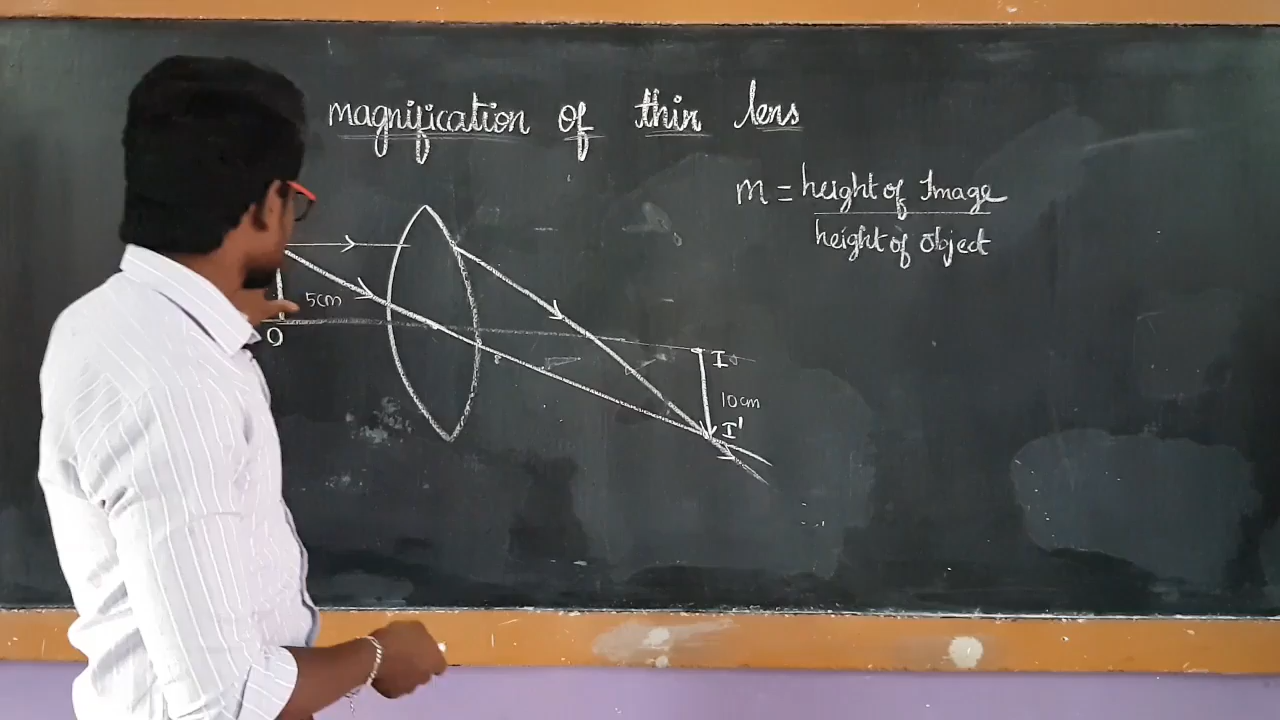 magnification of thin lens
m = height of Image
height of object
5cm
O
I
10cm
I'